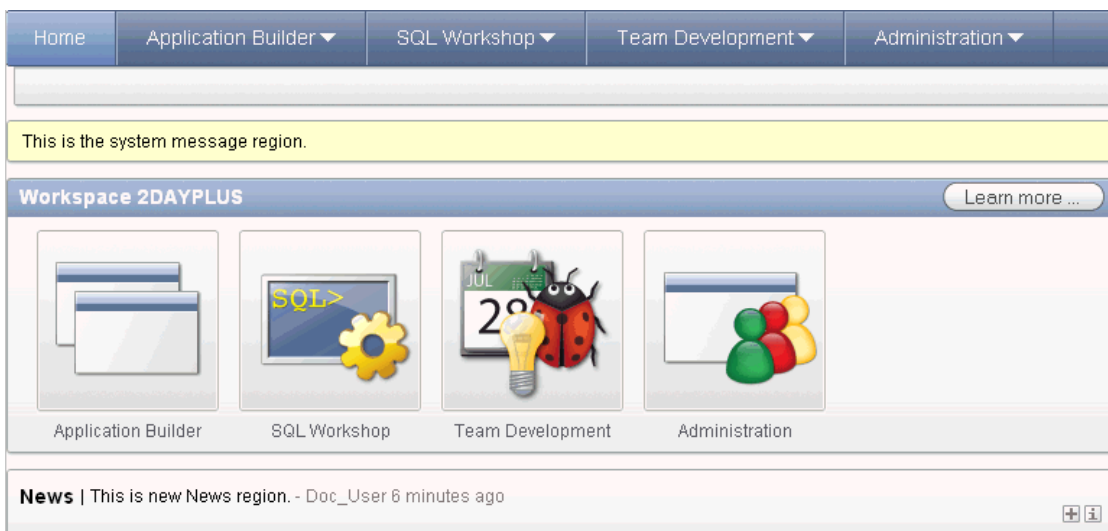 Home Application Builder SQL Workshop Team Development Administration
This is the system message region.
Workspace 2DAYPLUS Learn more ...
SQL>
JUL
28
Application Builder SQL Workshop Team Development Administration
News | This is new News region. - Doc_User 6 minutes ago